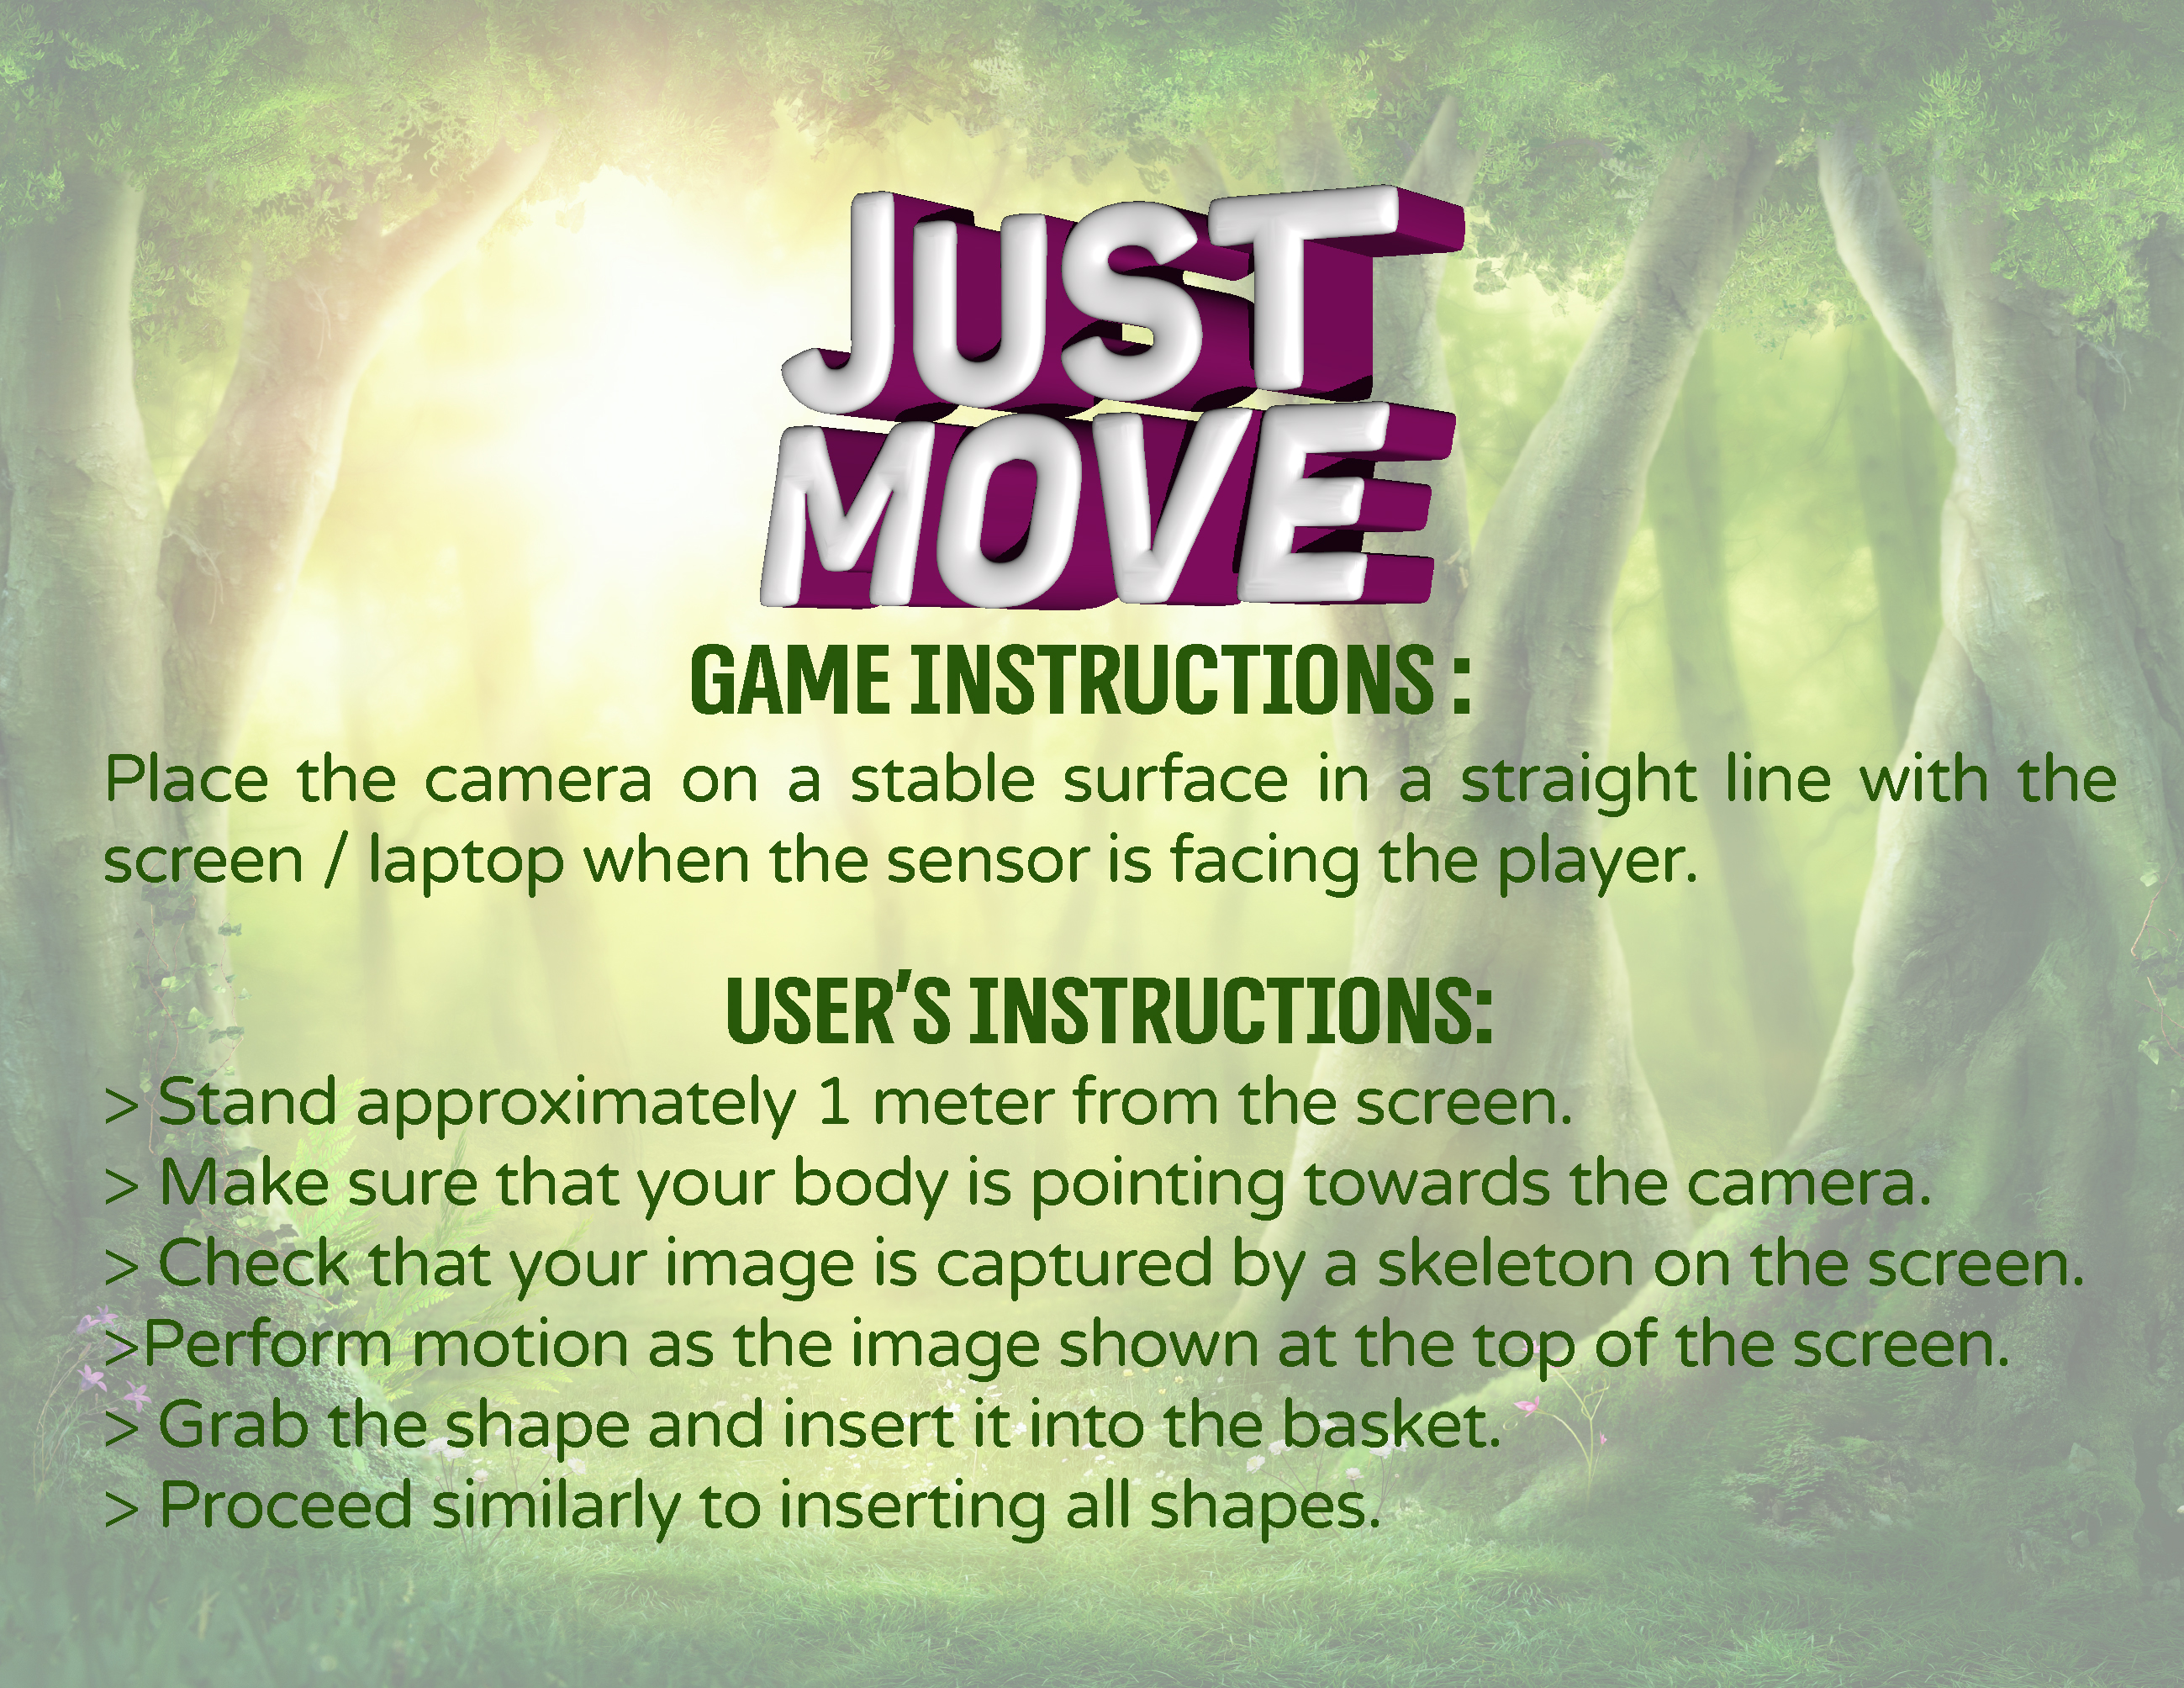 JUST
MOVE
GAME INSTRUCTIONS :
Place the camera on a stable surface in a straight line with the
screen / laptop when the sensor is facing the player.
USER'S INSTRUCTIONS:
> Stand approximately 1 meter from the screen.
> Make sure that your body is pointing towards the camera.
> Check that your image is captured by a skeleton on the screen.
>Perform motion as the image shown at the top of the screen.
> Grab the shape and insert it into the basket.
> Proceed similarly to inserting all shapes.